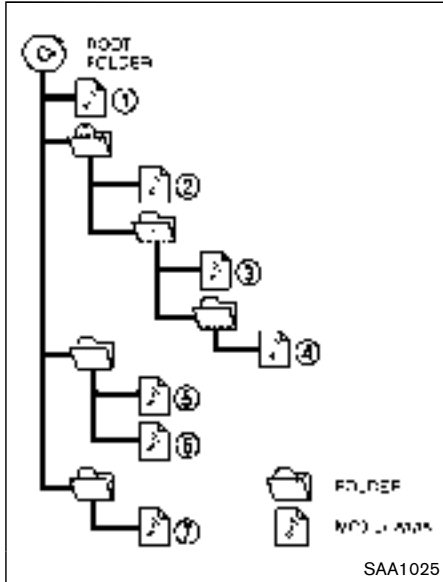 ROOT
FOLDER
①
②
③
④
⑤
⑥
⑦
FOLDER
SAA1025